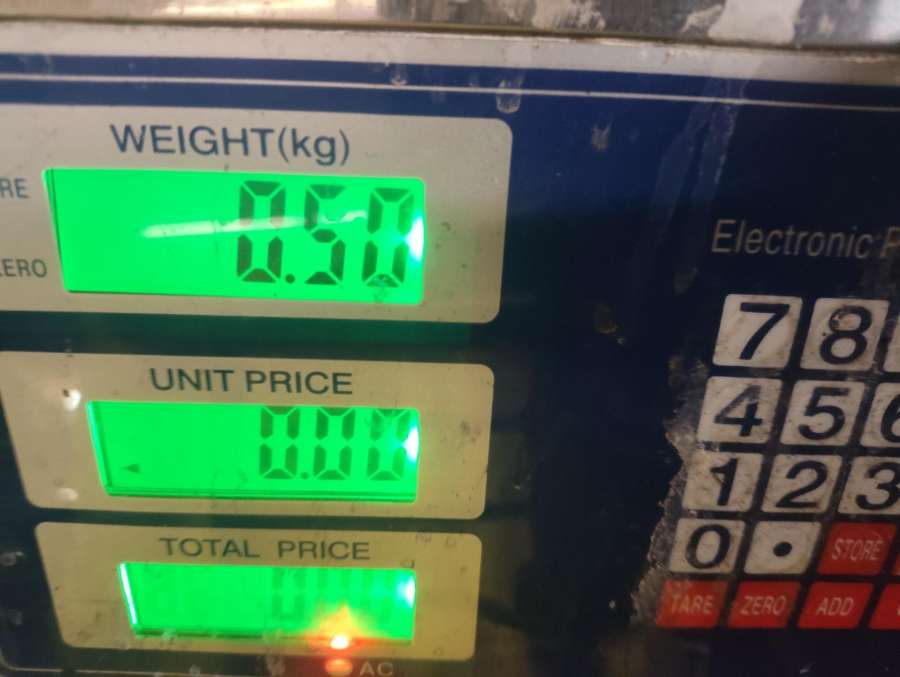 WEIGHT(kg)
RE
0.50
ERO
Electronic
UNIT PRICE
0.00
TOTAL PRICE
AC
7 8
4 5 6
1 2 3
0 . STORE
TARE ZERO ADD